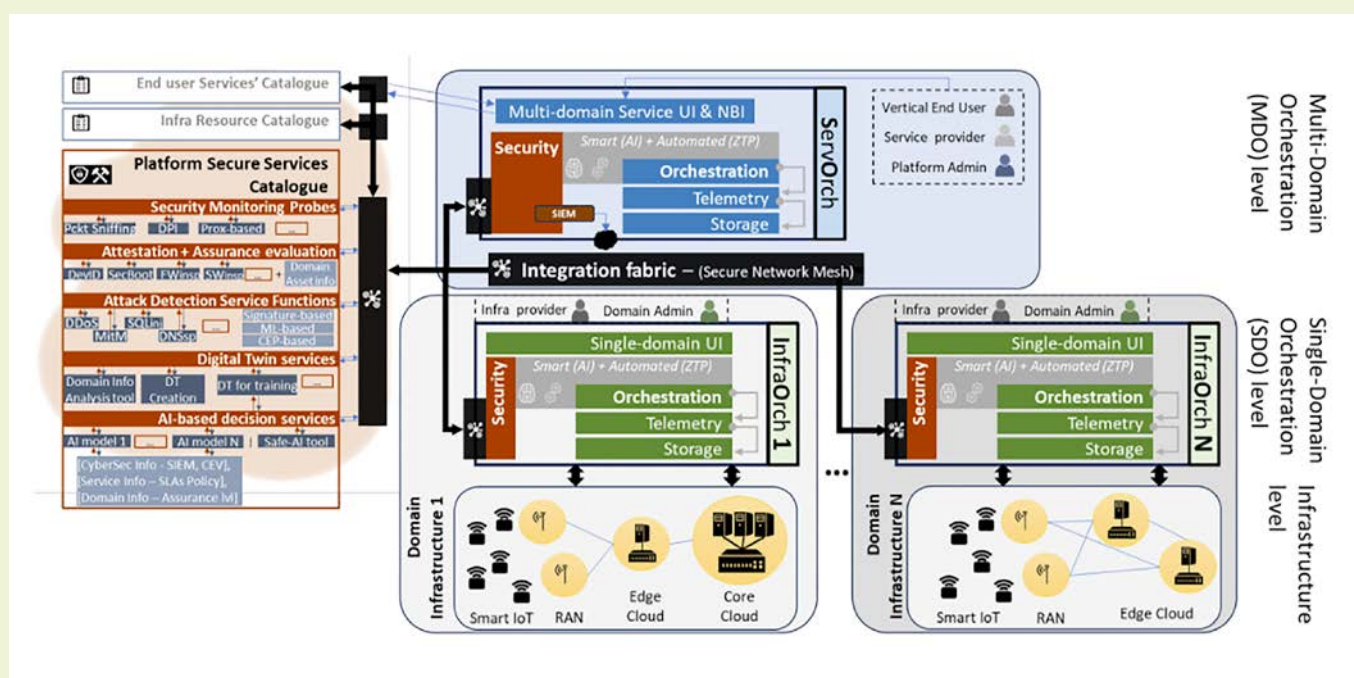 End user Services' Catalogue
Infra Resource Catalogue
Platform Secure Services
Catalogue
Security Monitoring Probes
Pckt Sniffing DPI Prox-based ...
Attestation + Assurance evaluation
DevID SecBoot FWinsp SWinsp ... + Domain
Asset Info
Attack Detection Service Functions
DDoS SQLinj ... Signature-based
MitM DNSsp ML-based
CEP-based
Digital Twin services
Domain Info
Analysis tool
DT
Creation
DT for training ...
AI-based decision services
AI model 1 ... AI model N | Safe-AI tool
[CyberSec Info - SIEM, CEV],
[Service Info – SLAs Policy],
[Domain Info – Assurance lvl]
Multi-domain Service UI & NBI
Security
Smart (AI) + Automated (ZTP)
Orchestration
Telemetry
Storage
SIEM
ServOrch
Vertical End User
Service provider
Platform Admin
Multi-Domain
Orchestration
(MDO) level
Integration fabric – (Secure Network Mesh)
Infra provider Domain Admin
Single-domain UI
Security
Smart (AI) + Automated (ZTP)
Orchestration
Telemetry
Storage
InfraOrch 1
...
Infra provider Domain Admin
Single-domain UI
Security
Smart (AI) + Automated (ZTP)
Orchestration
Telemetry
Storage
InfraOrch N
Single-Domain
Orchestration
(SDO) level
Domain
Infrastructure 1
Smart IoT RAN Edge
Cloud
Core
Cloud
Domain
Infrastructure N
Smart IoT RAN Edge Cloud
Infrastructure
level